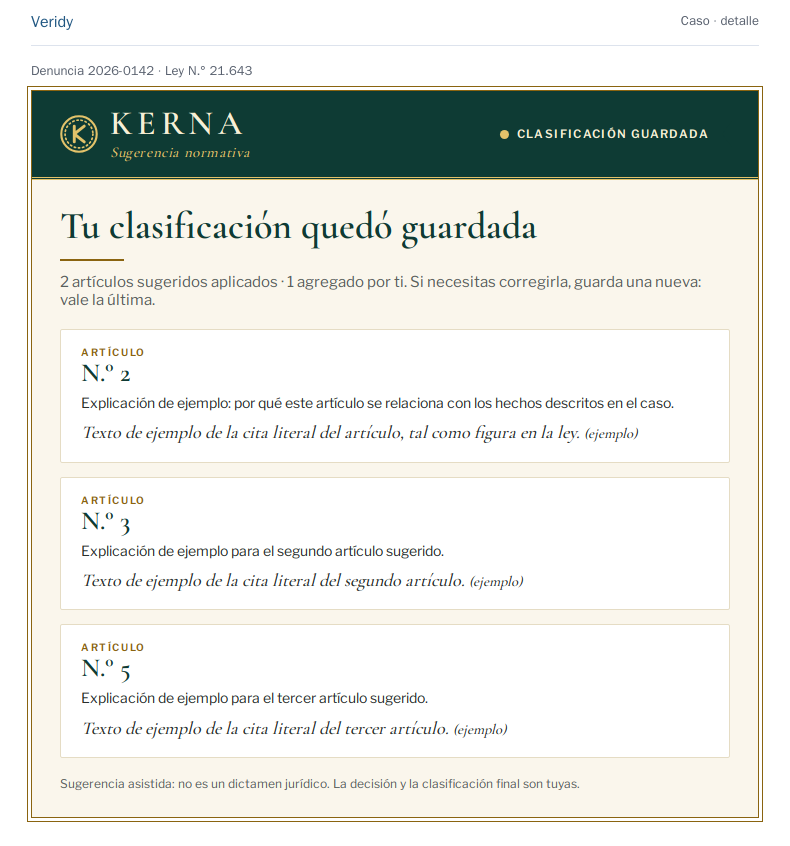 Veridy
Caso · detalle
Denuncia 2026-0142 · Ley N.° 21.643
KERNA
Sugerencia normativa
CLASIFICACIÓN GUARDADA
Tu clasificación quedó guardada
2 artículos sugeridos aplicados · 1 agregado por ti. Si necesitas corregirla, guarda una nueva:
vale la última.
ARTÍCULO
N.º 2
Explicación de ejemplo: por qué este artículo se relaciona con los hechos descritos en el caso.
Texto de ejemplo de la cita literal del artículo, tal como figura en la ley. (ejemplo)
ARTÍCULO
N.º 3
Explicación de ejemplo para el segundo artículo sugerido.
Texto de ejemplo de la cita literal del segundo artículo. (ejemplo)
ARTÍCULO
N.º 5
Explicación de ejemplo para el tercer artículo sugerido.
Texto de ejemplo de la cita literal del tercer artículo. (ejemplo)
Sugerencia asistida: no es un dictamen jurídico. La decisión y la clasificación final son tuyas.